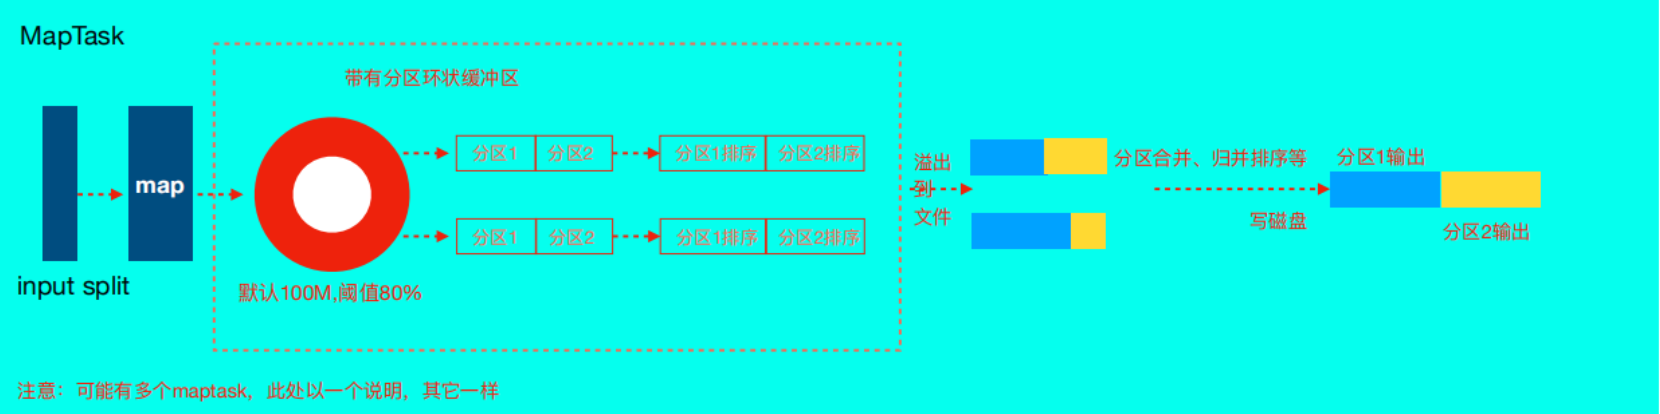 MapTask
带有分区环状缓冲区
map
分区1
分区2
分区1排序
分区2排序
分区1
分区2
分区1排序
分区2排序
溢出
到
文件
分区合并、归并排序等
写磁盘
分区1输出
分区2输出
input split
默认100M,阈值80%
注意：可能有多个maptask，此处以一个说明，其它一样